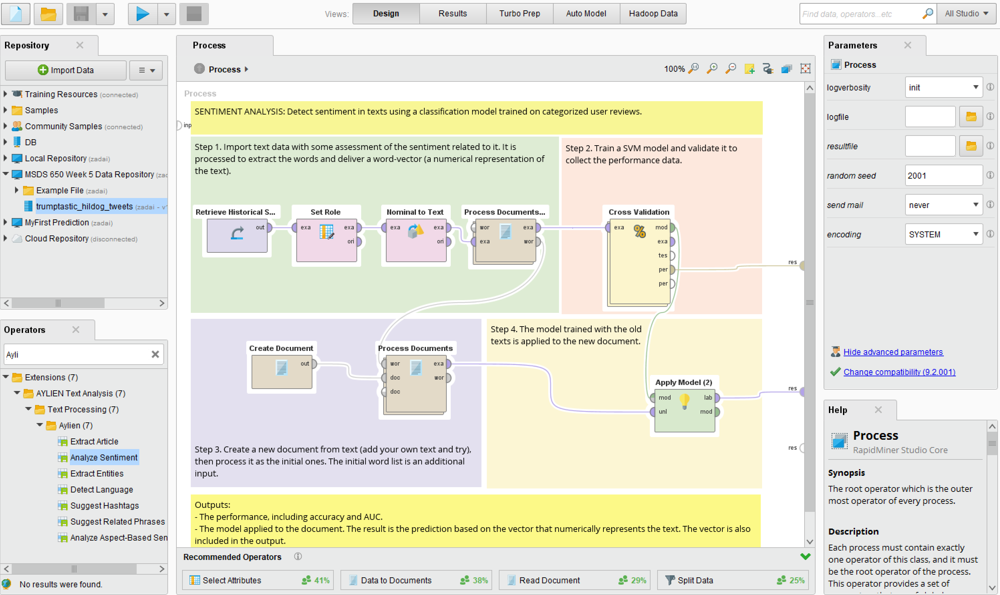 Views: Design Results Turbo Prep Auto Model Hadoop Data
Find data, operators...etc All Studio
Repository
Import Data
Training Resources (connected)
Samples
Community Samples (connected)
DB
Local Repository (zadai)
MSDS 650 Week 5 Data Repository
Example File (zadai)
trumptastic_hildog_tweets (zadai -
MyFirst Prediction (zadai)
Cloud Repository (disconnected)
Operators
Ayli
Extensions (7)
AYLIEN Text Analysis (7)
Text Processing (7)
Aylien (7)
Extract Article
Analyze Sentiment
Extract Entities
Detect Language
Suggest Hashtags
Suggest Related Phrases
Analyze Aspect-Based Sen
No results were found.
Process
Process
100%
Process
inp
SENTIMENT ANALYSIS: Detect sentiment in texts using a classification model trained on categorized user reviews.
Step 1. Import text data with some assessment of the sentiment related to it. It is
processed to extract the words and deliver a word-vector (a numerical representation of
the text).
Step 2. Train a SVM model and validate it to
collect the performance data.
Retrieve Historical S...
out
Set Role
exa exa
ori
Nominal to Text
exa exa
ori
Process Documents...
wor exa
exa wor
Cross Validation
exa mod
exa
tes
per
per
res
Create Document
out
Process Documents
wor exa
doc wor
doc
Step 3. Create a new document from text (add your own text and try),
then process it as the initial ones. The initial word list is an additional
input.
Step 4. The model trained with the old
texts is applied to the new document.
Apply Model (2)
mod lab
unl mod
res
res
Outputs:
- The performance, including accuracy and AUC.
- The model applied to the document. The result is the prediction based on the vector that numerically represents the text. The vector is also
included in the output.
Recommended Operators
Select Attributes 41%
Data to Documents 38%
Read Document 29%
Split Data 25%
Parameters
Process
logverbosity init
logfile
resultfile
random seed 2001
send mail never
encoding SYSTEM
Hide advanced parameters
Change compatibility (9.2.001)
Help
Process
RapidMiner Studio Core
Synopsis
The root operator which is the outer
most operator of every process.
Description
Each process must contain exactly
one operator of this class, and it must
be the root operator of the process.
This operator provides a set of